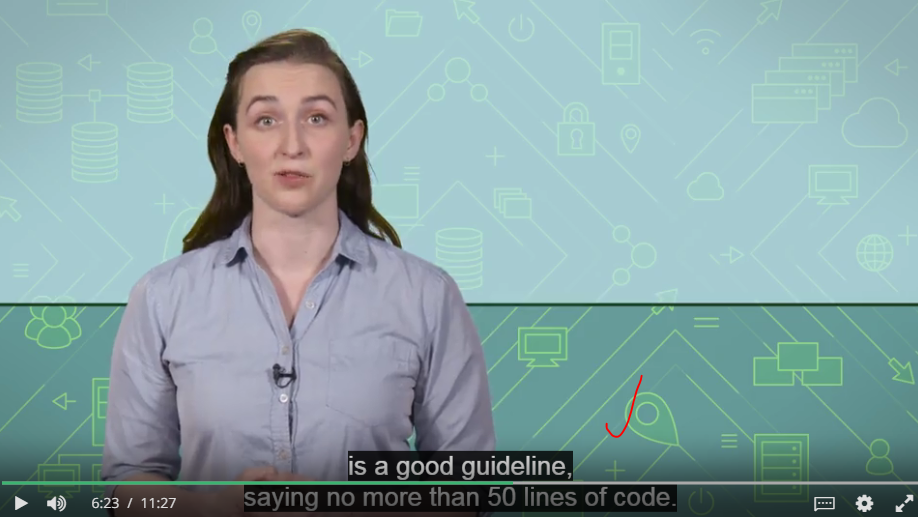 is a good guideline,
saying no more than 50 lines of code.
6:23 / 11:27